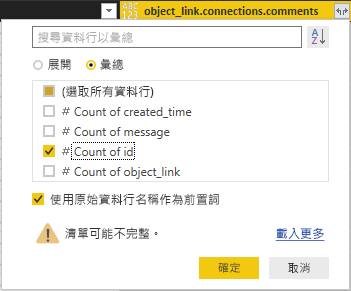 ABC
123
object_link.connections.comments
搜尋資料行以彙總
A
Z
展開
彙總
(選取所有資料行)
# Count of created_time
# Count of message
# Count of id
# Count of object_link
使用原始資料行名稱作為前置詞
清單可能不完整。 載入更多
確定 取消